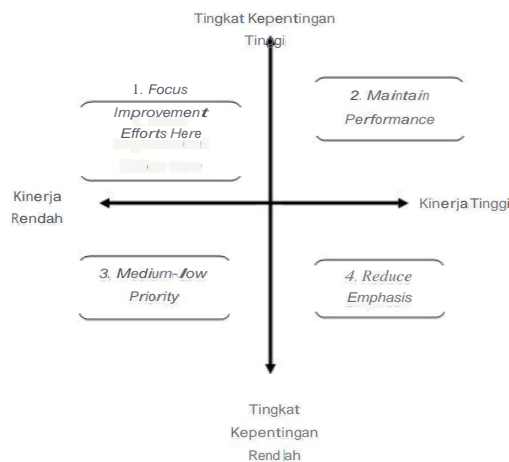 Tingkat Kepentingan
Tinggi
1. Focus
Improvement
Efforts Here
2. Maintain
Performance
Kinerja
Rendah
Kinerja Tinggi
3. Medium-low
Priority
4. Reduce
Emphasis
Tingkat
Kepentingan
Rendah